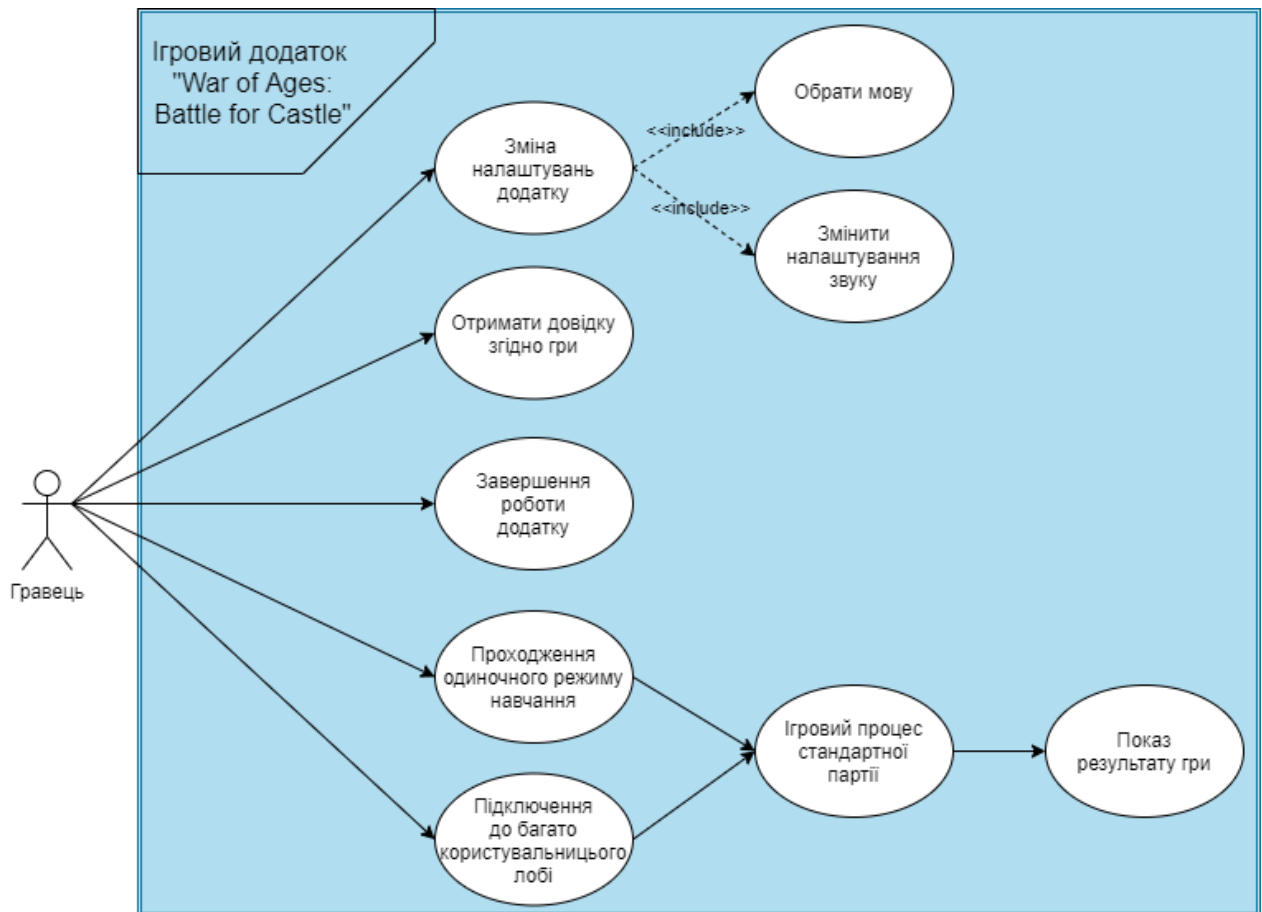 Ігровий додаток
"War of Ages:
Battle for Castle"
Обрати мову
<<include>>
Зміна
налаштувань
додатку
<<include>>
Змінити
налаштування
звуку
Отримати довідку
згідно гри
Завершення
роботи
додатку
Гравець
Проходження
одиночного режиму
навчання
Ігровий процес
стандартної
партії
Показ
результату гри
Підключення
до багато
користувальницього
лобі